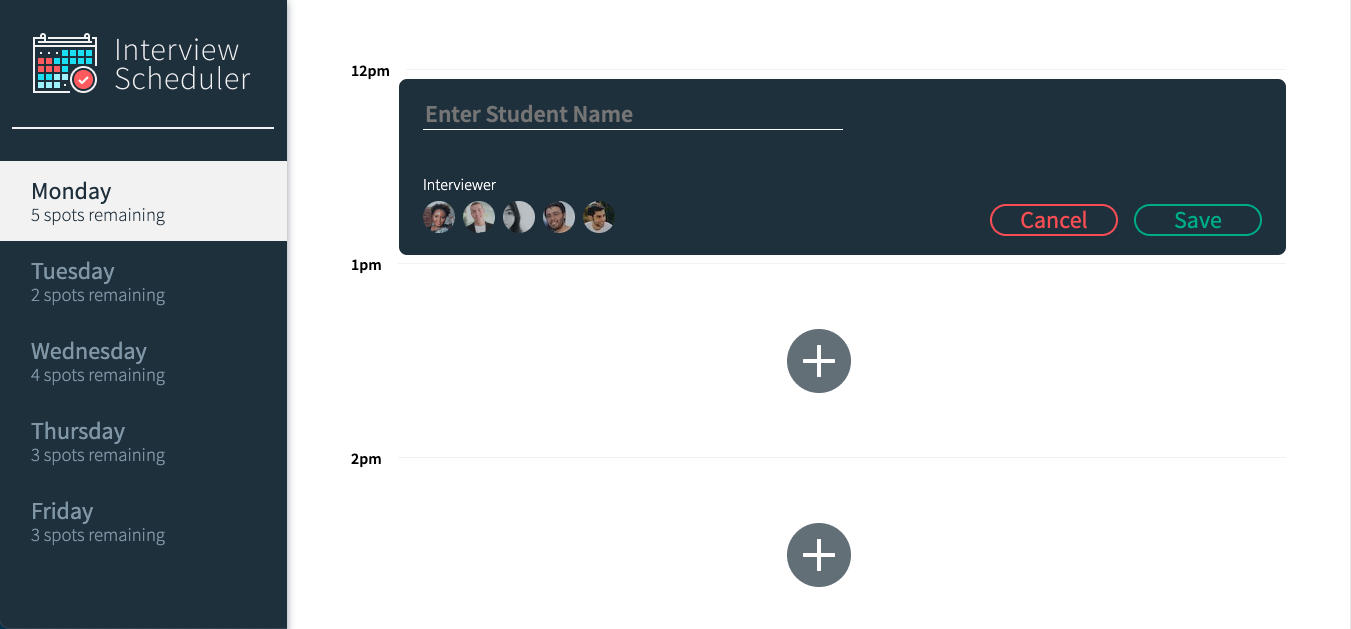 Interview
Scheduler
Monday
5 spots remaining
Tuesday
2 spots remaining
Wednesday
4 spots remaining
Thursday
3 spots remaining
Friday
3 spots remaining
12pm
Enter Student Name
Interviewer
Cancel
Save
1pm
2pm